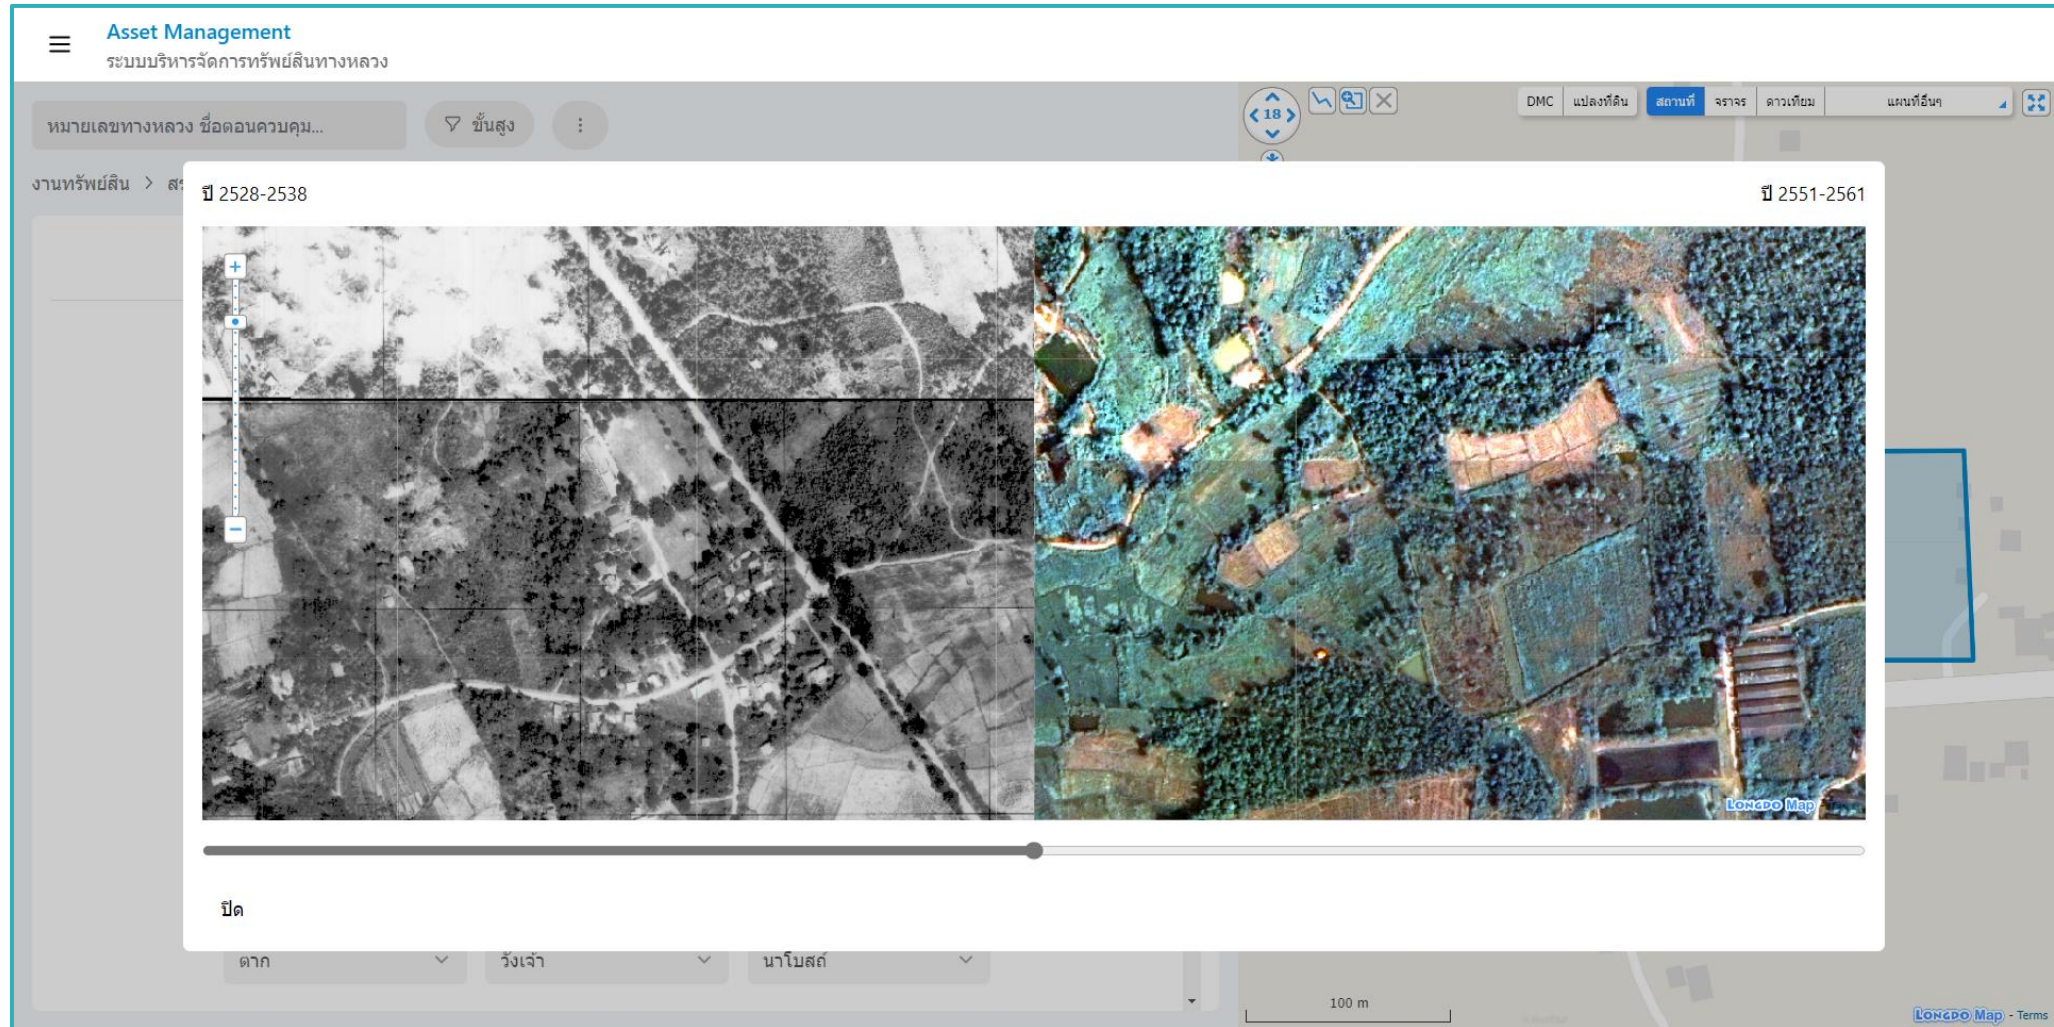 Asset Management
ระบบบริหารจัดการทรัพย์สินทางหลวง
หมายเลขทางหลวง ชื่อตอนควบคุม...
ขั้นสูง
18
DMC
แปลงที่ดิน
สถานที่
จราจร
ดาวเทียม
แผนที่อื่นๆ
งานทรัพย์สิน >
ปี 2528-2538
ปี 2551-2561
LONGDO Map
ปิด
ตาก
วังเจ้า
นาโบสถ์
100 m
LONGDO Map - Terms